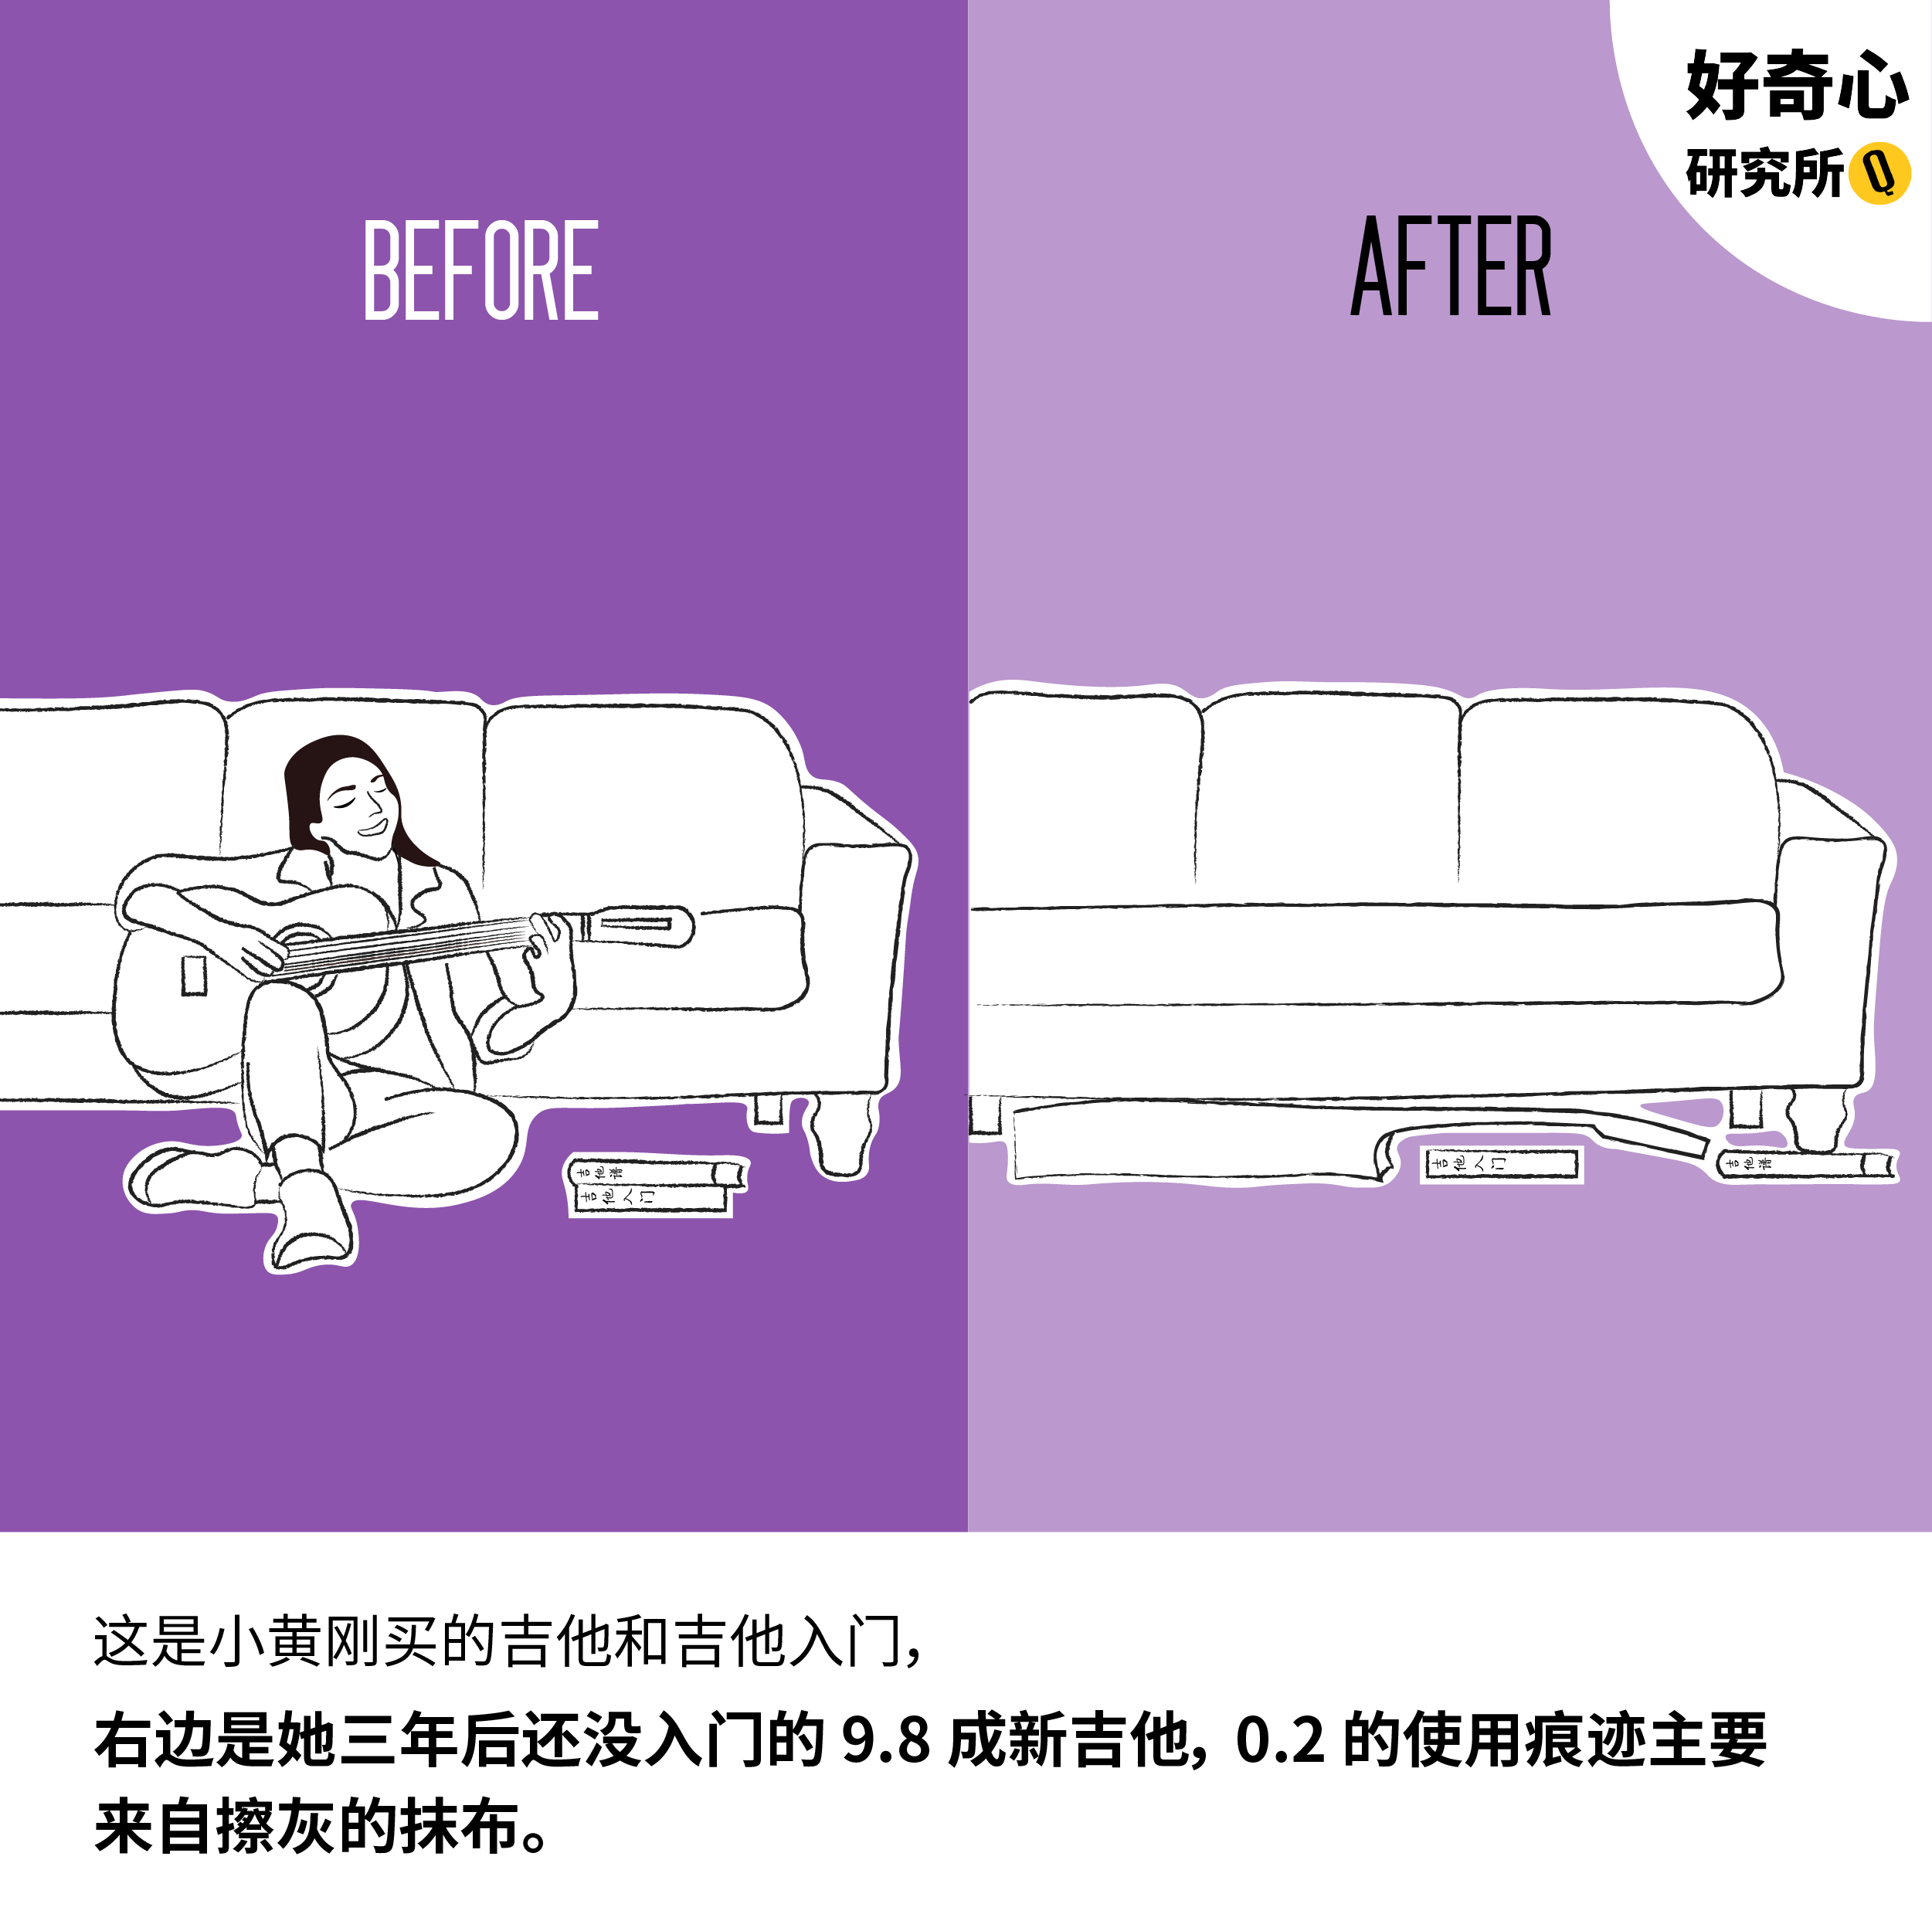 好奇心
研究所
Q
BEFORE
AFTER
吉他谱
吉他入门
吉他入门
吉他谱
这是小黄刚买的吉他和吉他入门，
右边是她三年后还没入门的 9.8 成新吉他，0.2 的使用痕迹主要
来自擦灰的抹布。